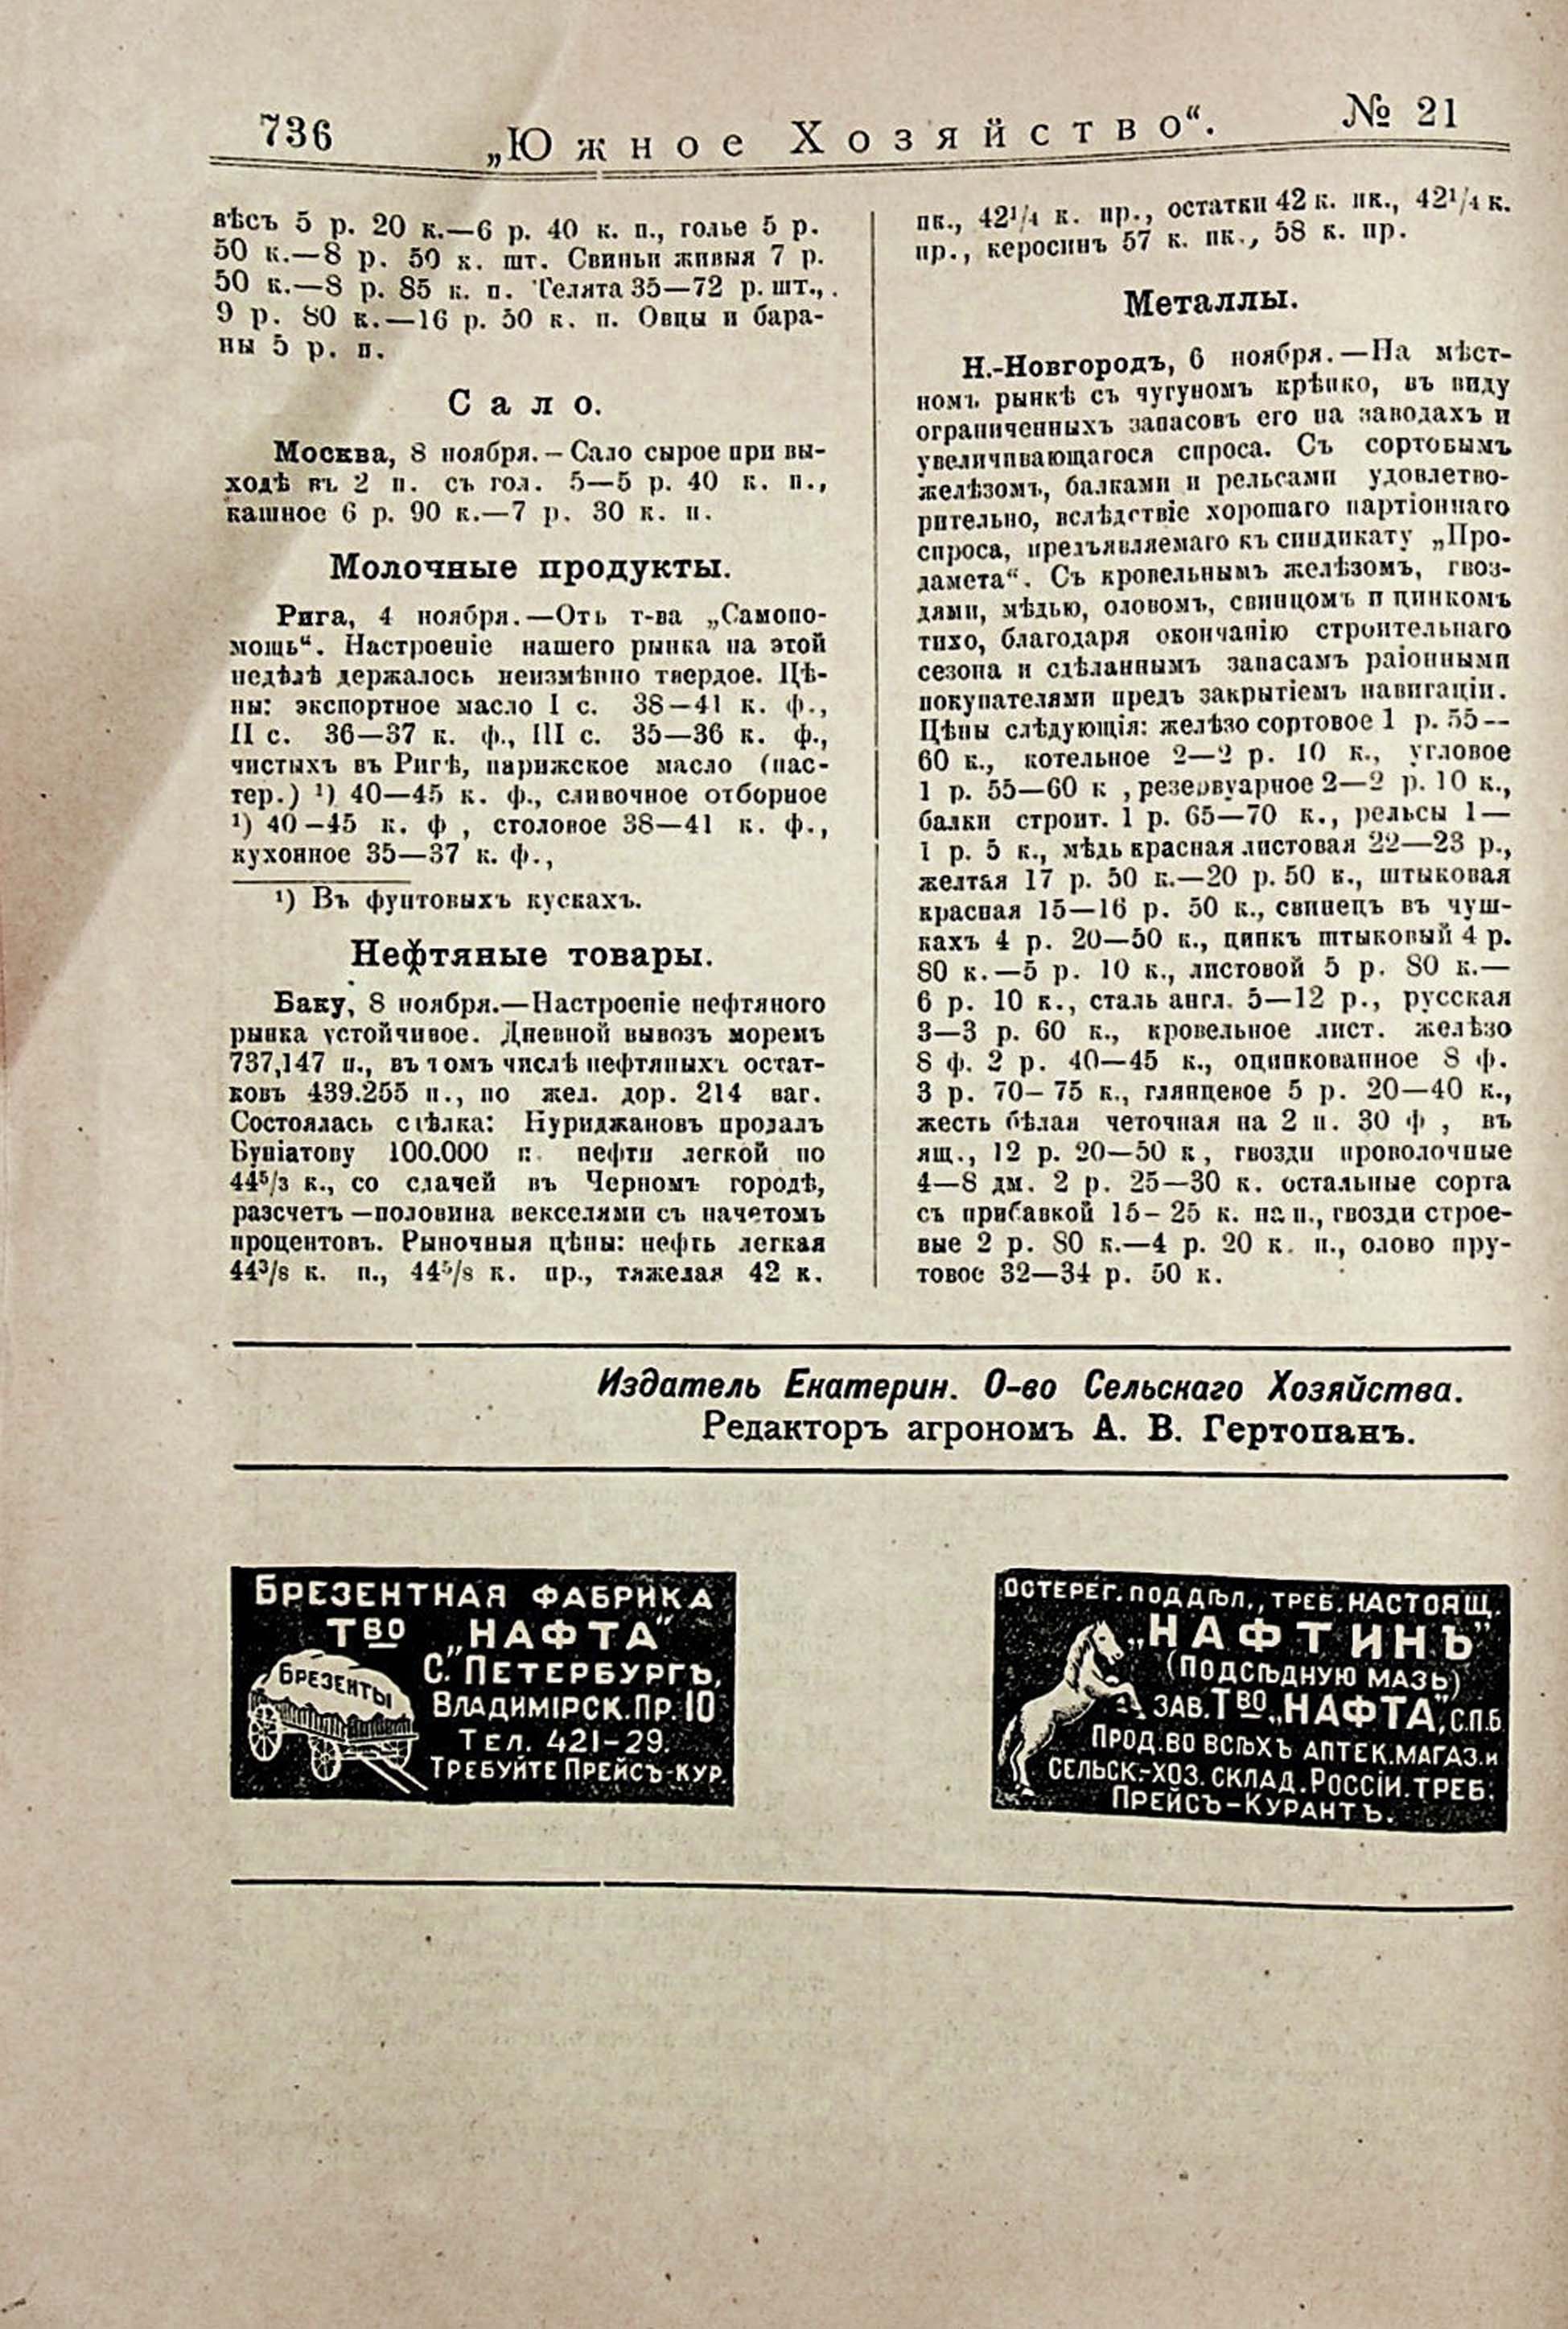 736
„Южное Хозяйство“.
№ 21
вѣсъ 5 р. 20 к.—6 р. 40 к. п., голье 5 р.
50 к.—8 р. 50 к. шт. Свиньи живыя 7 р.
50 к.—8 р. 85 к. п. Телята 35—72 р. шт.,.
9 р. 80 к.—16 р. 50 к. п. Овцы и бара-
ны 5 р. п.
Сало.
Москва, 8 ноября.—Сало сырое при вы-
ходѣ въ 2 п. съ гол. 5—5 р. 40 к. п.,
кашное 6 р. 90 к.—7 р. 30 к. п.
Молочные продукты.
Рига, 4 ноября.—Отъ т-ва „Самопо-
мощь“. Настроеніе нашего рынка на этой
недѣлѣ держалось неизмѣнно твердое. Цѣ-
ны: экспортное масло I с. 38—41 к. ф.,
II с. 36—37 к. ф., III с. 35—36 к. ф.,
чистыхъ въ Ригѣ, парижское масло (пас-
тер.) ¹) 40—45 к. ф., сливочное отборное
¹) 40—45 к. ф , столовое 38—41 к. ф.,
кухонное 35—37 к. ф.,
¹) Въ фунтовыхъ кускахъ.
Нефтяные товары.
Баку, 8 ноября.—Настроеніе нефтяного
рынка устойчивое. Дневной вывозъ моремъ
737,147 п., въ томъ числѣ нефтяныхъ остат-
ковъ 439.255 п., по жел. дор. 214 ваг.
Состоялась сдѣлка: Нуриджановъ продалъ
Буніатову 100.000 п. нефти легкой по
44⁵/₃ к., со сдачей въ Черномъ городѣ,
разсчетъ—половина векселями съ начетомъ
процентовъ. Рыночныя цѣны: нефть легкая
44³/₈ к. п., 44⁵/₈ к. пр., тяжелая 42 к.
пк., 42¹/₄ к. пр., остатки 42 к. пк., 42¹/₄ к.
пр., керосинъ 57 к. пк., 58 к. пр.
Металлы.
Н.-Новгородъ, 6 ноября.—На мѣст-
номъ рынкѣ съ чугуномъ крѣпко, въ виду
ограниченныхъ запасовъ его на заводахъ и
увеличивающагося спроса. Съ сортовымъ
желѣзомъ, балками и рельсами удовлетво-
рительно, вслѣдствіе хорошаго партіоннаго
спроса, предъявляемаго къ синдикату „Про-
дамета“. Съ кровельнымъ желѣзомъ, гвоз-
дями, мѣдью, оловомъ, свинцомъ и цинкомъ
тихо, благодаря окончанію строительнаго
сезона и сдѣланнымъ запасамъ раіонными
покупателями предъ закрытіемъ навигаціи.
Цѣны слѣдующія: желѣзо сортовое 1 р. 55—
60 к., котельное 2—2 р. 10 к., угловое
1 р. 55—60 к , резервуарное 2—2 р. 10 к.,
балки строит. 1 р. 65—70 к., рельсы 1—
1 р. 5 к., мѣдь красная листовая 22—23 р.,
желтая 17 р. 50 к.—20 р. 50 к., штыковая
красная 15—16 р. 50 к., свинецъ въ чуш-
кахъ 4 р. 20—50 к., цинкъ штыковый 4 р.
80 к.—5 р. 10 к., листовой 5 р. 80 к.—
6 р. 10 к., сталь англ. 5—12 р., русская
3—3 р. 60 к., кровельное лист. желѣзо
8 ф. 2 р. 40—45 к., оцинкованное 8 ф.
3 р. 70—75 к., глянцевое 5 р. 20—40 к.,
жесть бѣлая четочная на 2 п. 30 ф , въ
ящ., 12 р. 20—50 к , гвозди проволочные
4—8 дм. 2 р. 25—30 к. остальные сорта
съ прибавкой 15—25 к. на п., гвозди строе-
вые 2 р. 80 к.—4 р. 20 к. п., олово пру-
товое 32—34 р. 50 к.
Издатель Екатерин. О-во Сельскаго Хозяйства.
Редакторъ агрономъ А. В. Гертопанъ.
Брезентная фабрика
Тво „НАФТА“
С. Петербургъ,
Владимірск. Пр. 10
Тел. 421-29.
Требуйте Прейсъ-кур.
Брезенты
Остерег. поддѣл., треб. настоящ.
„НАФТИНЪ“
(подсѣдную мазь)
зав. Тво „НАФТА“, С.П.Б
Прод. во всѣхъ аптек. магаз. и
сельск.-хоз. склад. Россіи. Треб.
Прейсъ-Курантъ.